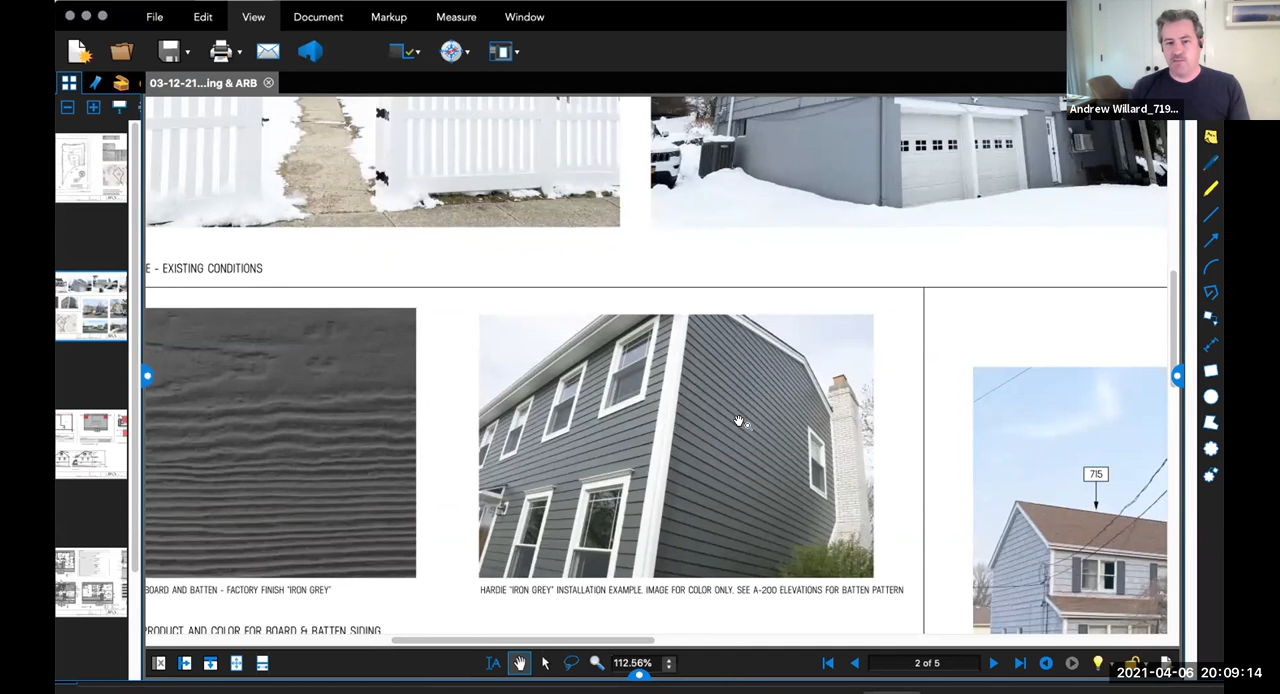 File Edit View Document Markup Measure Window
03-12-21...ing & ARB
Andrew Willard_719...
E - EXISTING CONDITIONS
715
BOARD AND BATTEN - FACTORY FINISH "IRON GREY"
HARDIE "IRON GREY" INSTALLATION EXAMPLE. IMAGE FOR COLOR ONLY. SEE A-200 ELEVATIONS FOR BATTEN PATTERN
PRODUCT AND COLOR FOR BOARD & BATTEN SIDING
112.56%
2 of 5
2021-04-06 20:09:14